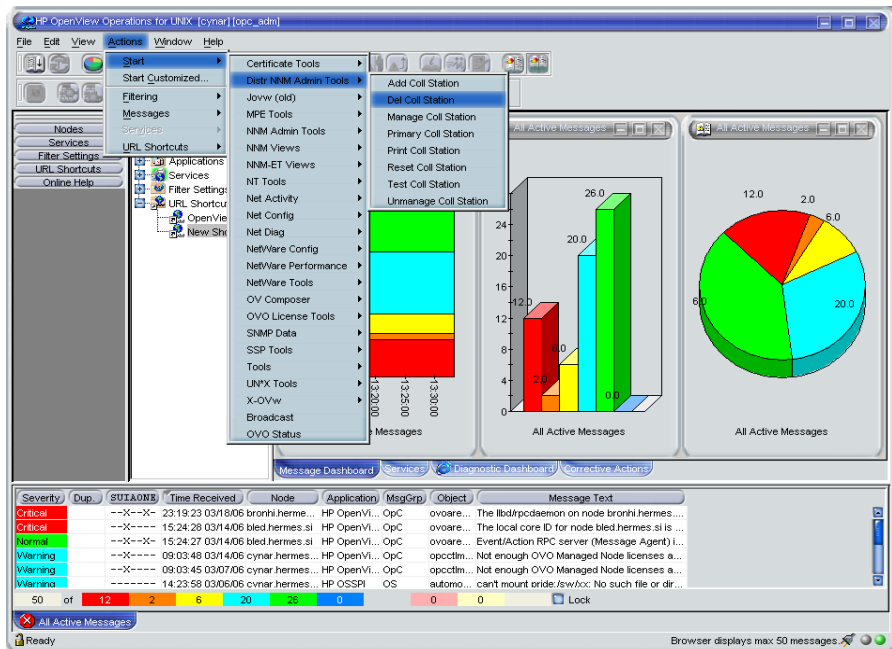 HP OpenView Operations for UNIX [cynar] [opc_adm]
File Edit View Actions Window Help
Start
Start Customized...
Filtering
Messages
Services
URL Shortcuts
Certificate Tools
Distr NNM Admin Tools
Jovw (old)
MPE Tools
NNM Admin Tools
NNM Views
NNM-ET Views
NT Tools
Net Activity
Net Config
Net Diag
NetWare Config
NetWare Performance
NetWare Tools
OV Composer
OVO License Tools
SNMP Data
SSP Tools
Tools
UN*X Tools
X-OVw
Broadcast
OVO Status
Add Coll Station
Del Coll Station
Manage Coll Station
Primary Coll Station
Print Coll Station
Reset Coll Station
Test Coll Station
Unmanage Coll Station
Nodes
Services
Filter Settings
URL Shortcuts
Online Help
Applications
Services
Filter Settings
URL Shortcu
OpenVie
New Sho
13:20:00
13:25:00
13:30:00
Messages
All Active Messages
24
20
16
12
8
4
0
12.0
2.0
6.0
20.0
26.0
0.0
All Active Messages
All Active Messages
12.0
2.0
6.0
20.0
All Active Messages
Message Dashboard Services Diagnostic Dashboard Corrective Actions
Severity Dup. SUIAONE Time Received Node Application MsgGrp Object Message Text
Critical --X--X- 23:19:23 03/18/06 bronhi.herme... HP OpenVi... OpC ovoare... The llbd/rpcdaemon on node bronhi.hermes....
Critical --X---- 15:24:28 03/14/06 bled.hermes.si HP OpenVi... OpC ovoare... The local core ID for node bled.hermes.si is ...
Normal --X--X- 15:24:27 03/14/06 bled.hermes.si HP OpenVi... OpC ovoare... Event/Action RPC server (Message Agent) i...
Warning --X---- 09:03:48 03/14/06 cynar.hermes... HP OpenVi... OpC opcctlm... Not enough OVO Managed Node licenses a...
Warning --X---- 09:03:45 03/07/06 cynar.hermes... HP OpenVi... OpC opcctlm... Not enough OVO Managed Node licenses a...
Warning ------- 14:23:58 03/06/06 cynar.hermes... HP OSSPI OS automo... can't mount pride:/sw/xx: No such file or dir...
50 of 12 2 6 20 26 0 0 0 Lock
All Active Messages
Ready Browser displays max 50 messages.